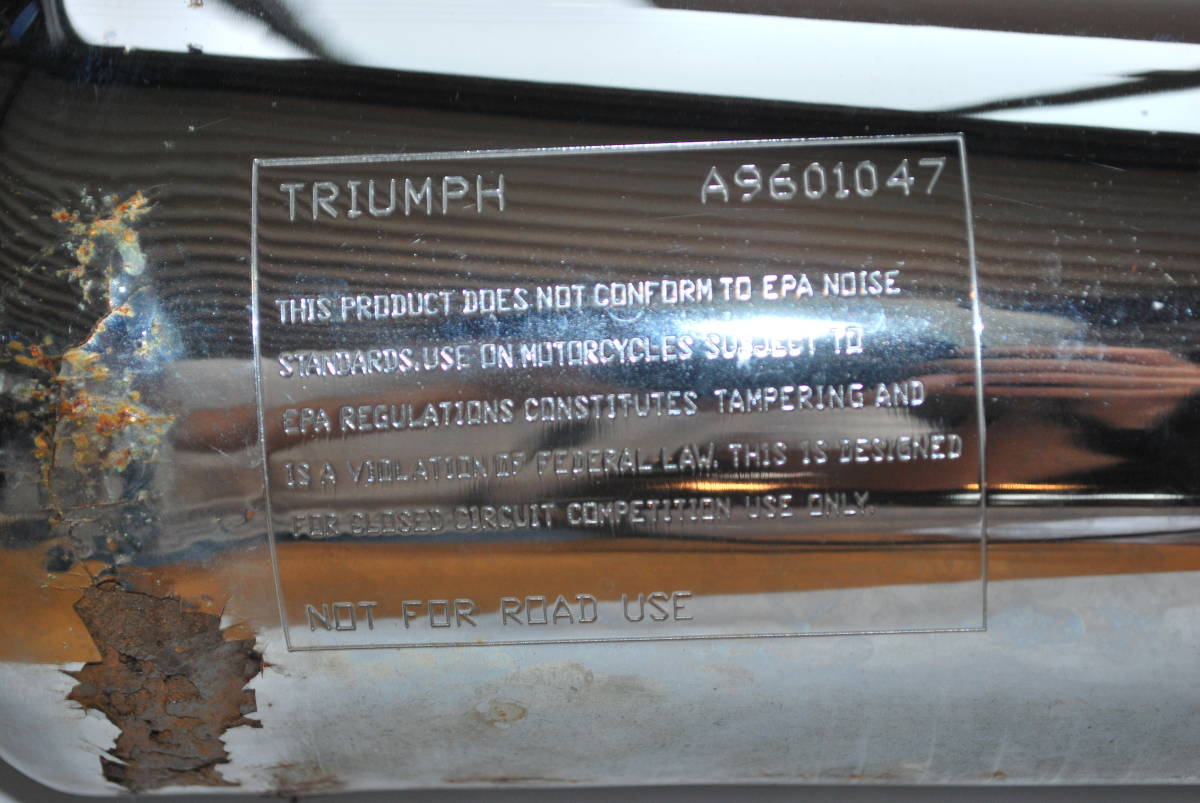 TRIUMPH A9601047
THIS PRODUCT DOES NOT CONFORM TO EPA NOISE
STANDARDS. USE ON MOTORCYCLES SUBJECT TO
EPA REGULATIONS CONSTITUTES TAMPERING AND
IS A VIOLATION OF FEDERAL LAW. THIS IS DESIGNED
FOR CLOSED CIRCUIT COMPETITION USE ONLY.
NOT FOR ROAD USE